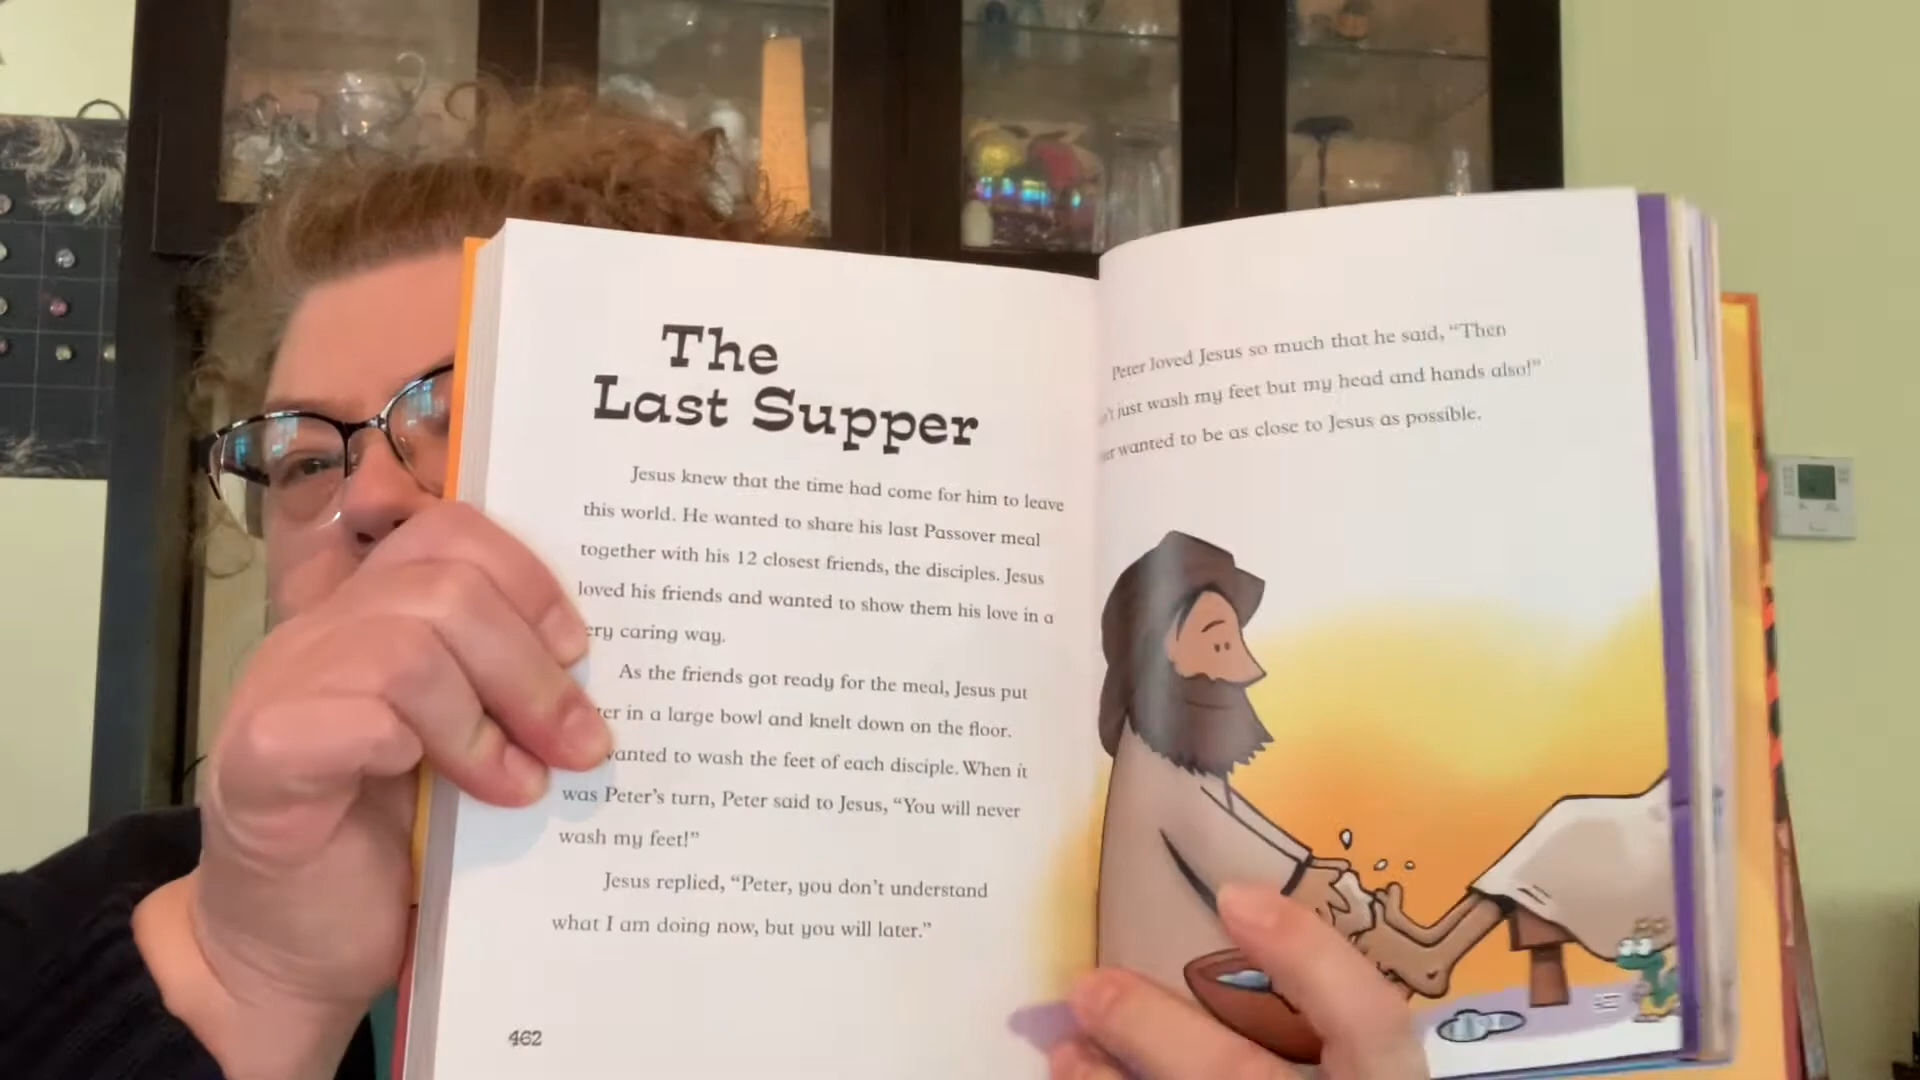 The
Last Supper
Jesus knew that the time had come for him to leave
this world. He wanted to share his last Passover meal
together with his 12 closest friends, the disciples. Jesus
loved his friends and wanted to show them his love in a
ery caring way.
As the friends got ready for the meal, Jesus put
ter in a large bowl and knelt down on the floor.
wanted to wash the feet of each disciple. When it
was Peter's turn, Peter said to Jesus, “You will never
wash my feet!”
Jesus replied, “Peter, you don't understand
what I am doing now, but you will later.”
462
Peter loved Jesus so much that he said, “Then
't just wash my feet but my head and hands also!”
er wanted to be as close to Jesus as possible.